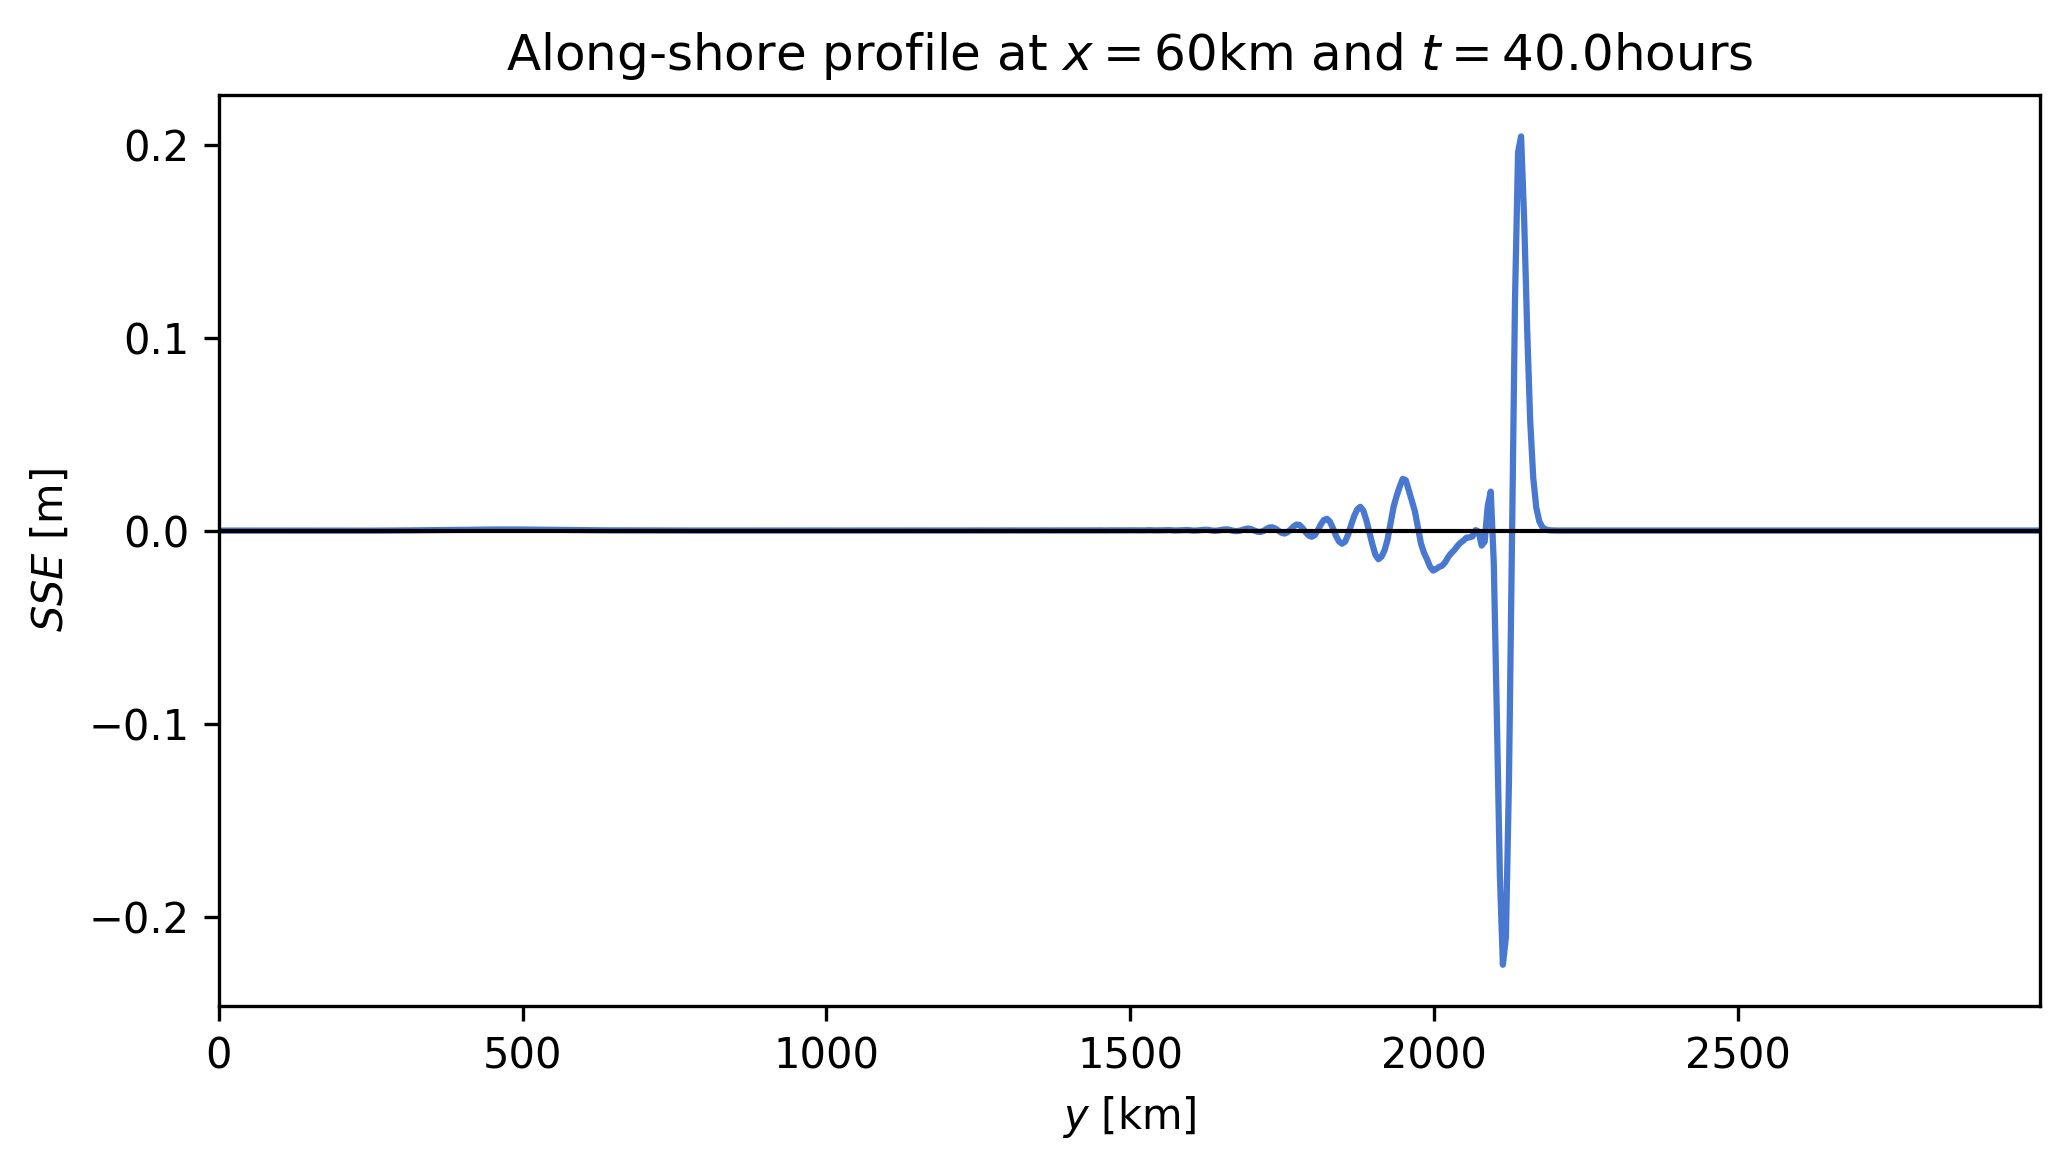 Along-shore profile at x = 60km and t = 40.0hours
0.2
0.1
0.0
−0.1
−0.2
SSE [m]
0 500 1000 1500 2000 2500
y [km]